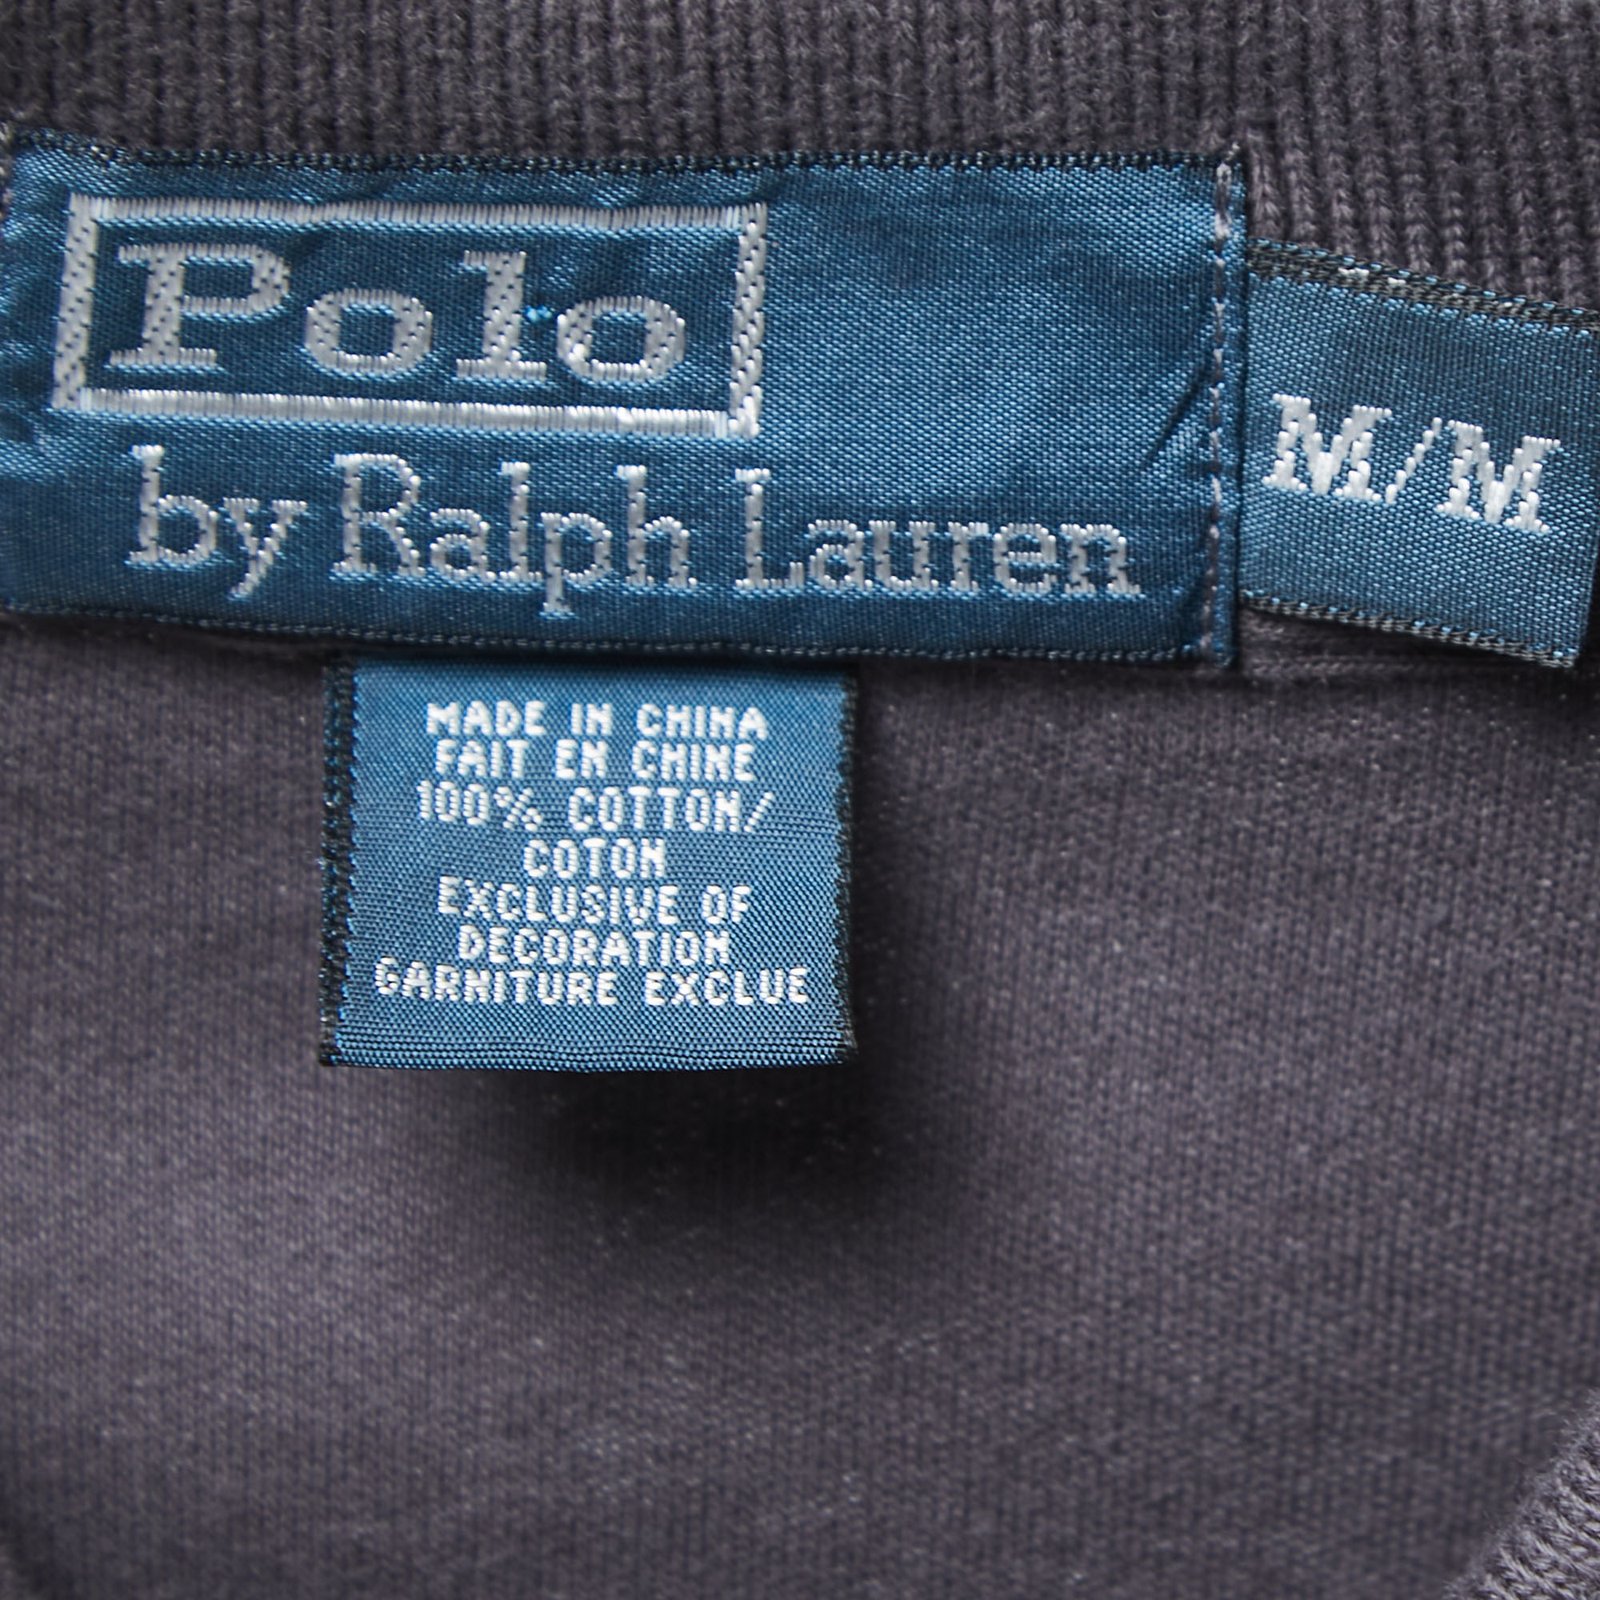 Polo
by Ralph Lauren
M/M
MADE IN CHINA
FAIT EN CHINE
100% COTTON/
COTON
EXCLUSIVE OF
DECORATION
GARNITURE EXCLUE